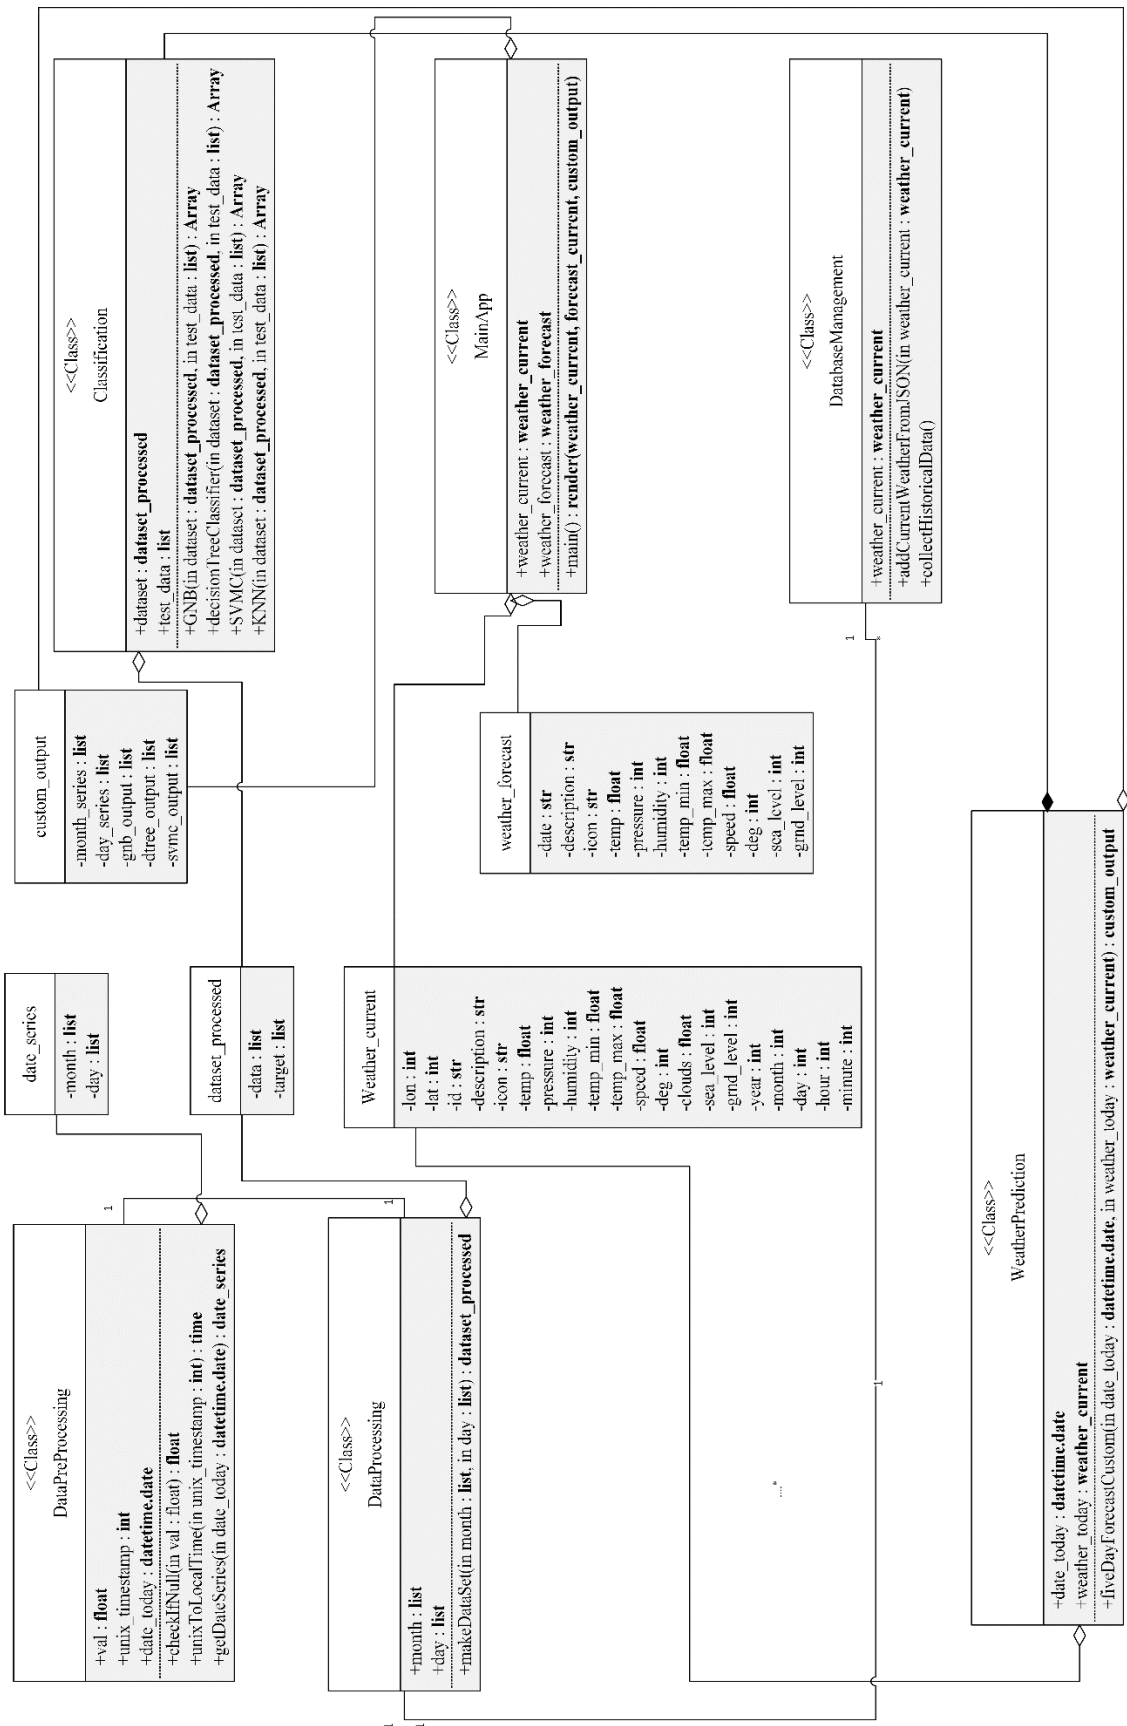 <<Class>>
DataPreProcessing
+val : float
+unix_timestamp : int
+date_today : datetime.date
+checkIfNull(in val : float) : float
+unixToLocalTime(in unix_timestamp : int) : time
+getDateSeries(in date_today : datetime.date) : date_series
1
date_series
-month : list
-day : list
custom_output
-month_series : list
-day_series : list
-gnb_output : list
-dtree_output : list
-svmc_output : list
<<Class>>
Classification
+dataset : dataset_processed
+test_data : list
+GNB(in dataset : dataset_processed, in test_data : list) : Array
+decisionTreeClassifier(in dataset : dataset_processed, in test_data : list) : Array
+SVMC(in dataset : dataset_processed, in test_data : list) : Array
+KNN(in dataset : dataset_processed, in test_data : list) : Array
dataset_processed
-data : list
-target : list
<<Class>>
DataProcessing
+month : list
+day : list
+makeDataSet(in month : list, in day : list) : dataset_processed
1
1
1
Weather_current
-lon : int
-lat : int
-id : str
-description : str
-icon : str
-temp : float
-pressure : int
-humidity : int
-temp_min : float
-temp_max : float
-speed : float
-deg : int
-clouds : float
-sea_level : int
-grnd_level : int
-year : int
-month : int
-day : int
-hour : int
-minute : int
weather_forecast
-date : str
-description : str
-icon : str
-temp : float
-pressure : int
-humidity : int
-temp_min : float
-temp_max : float
-speed : float
-deg : int
-sea_level : int
-grnd_level : int
<<Class>>
MainApp
+weather_current : weather_current
+weather_forecast : weather_forecast
+main() : render(weather_current, forecast_current, custom_output)
<<Class>>
DatabaseManagement
+weather_current : weather_current
+addCurrentWeatherFromJSON(in weather_current : weather_current)
+collectHistoricalData()
1
*
1
....*
<<Class>>
WeatherPrediction
+date_today : datetime.date
+weather_today : weather_current
+fiveDayForecastCustom(in date_today : datetime.date, in weather_today : weather_current) : custom_output